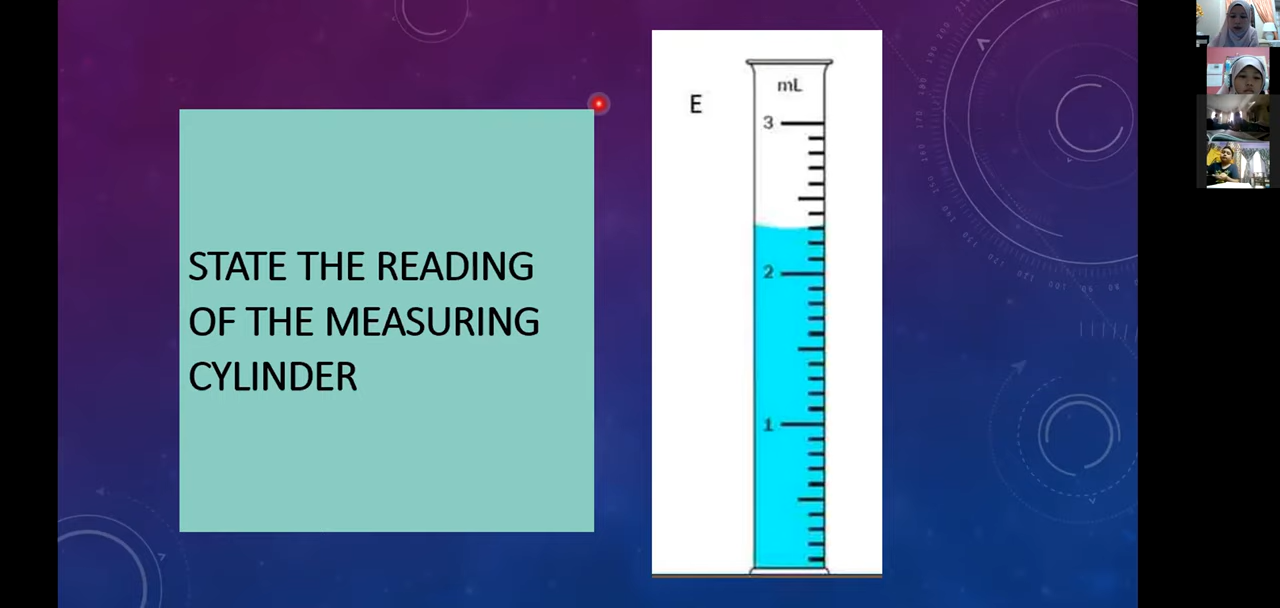 STATE THE READING
OF THE MEASURING
CYLINDER
E
mL
3
2
1